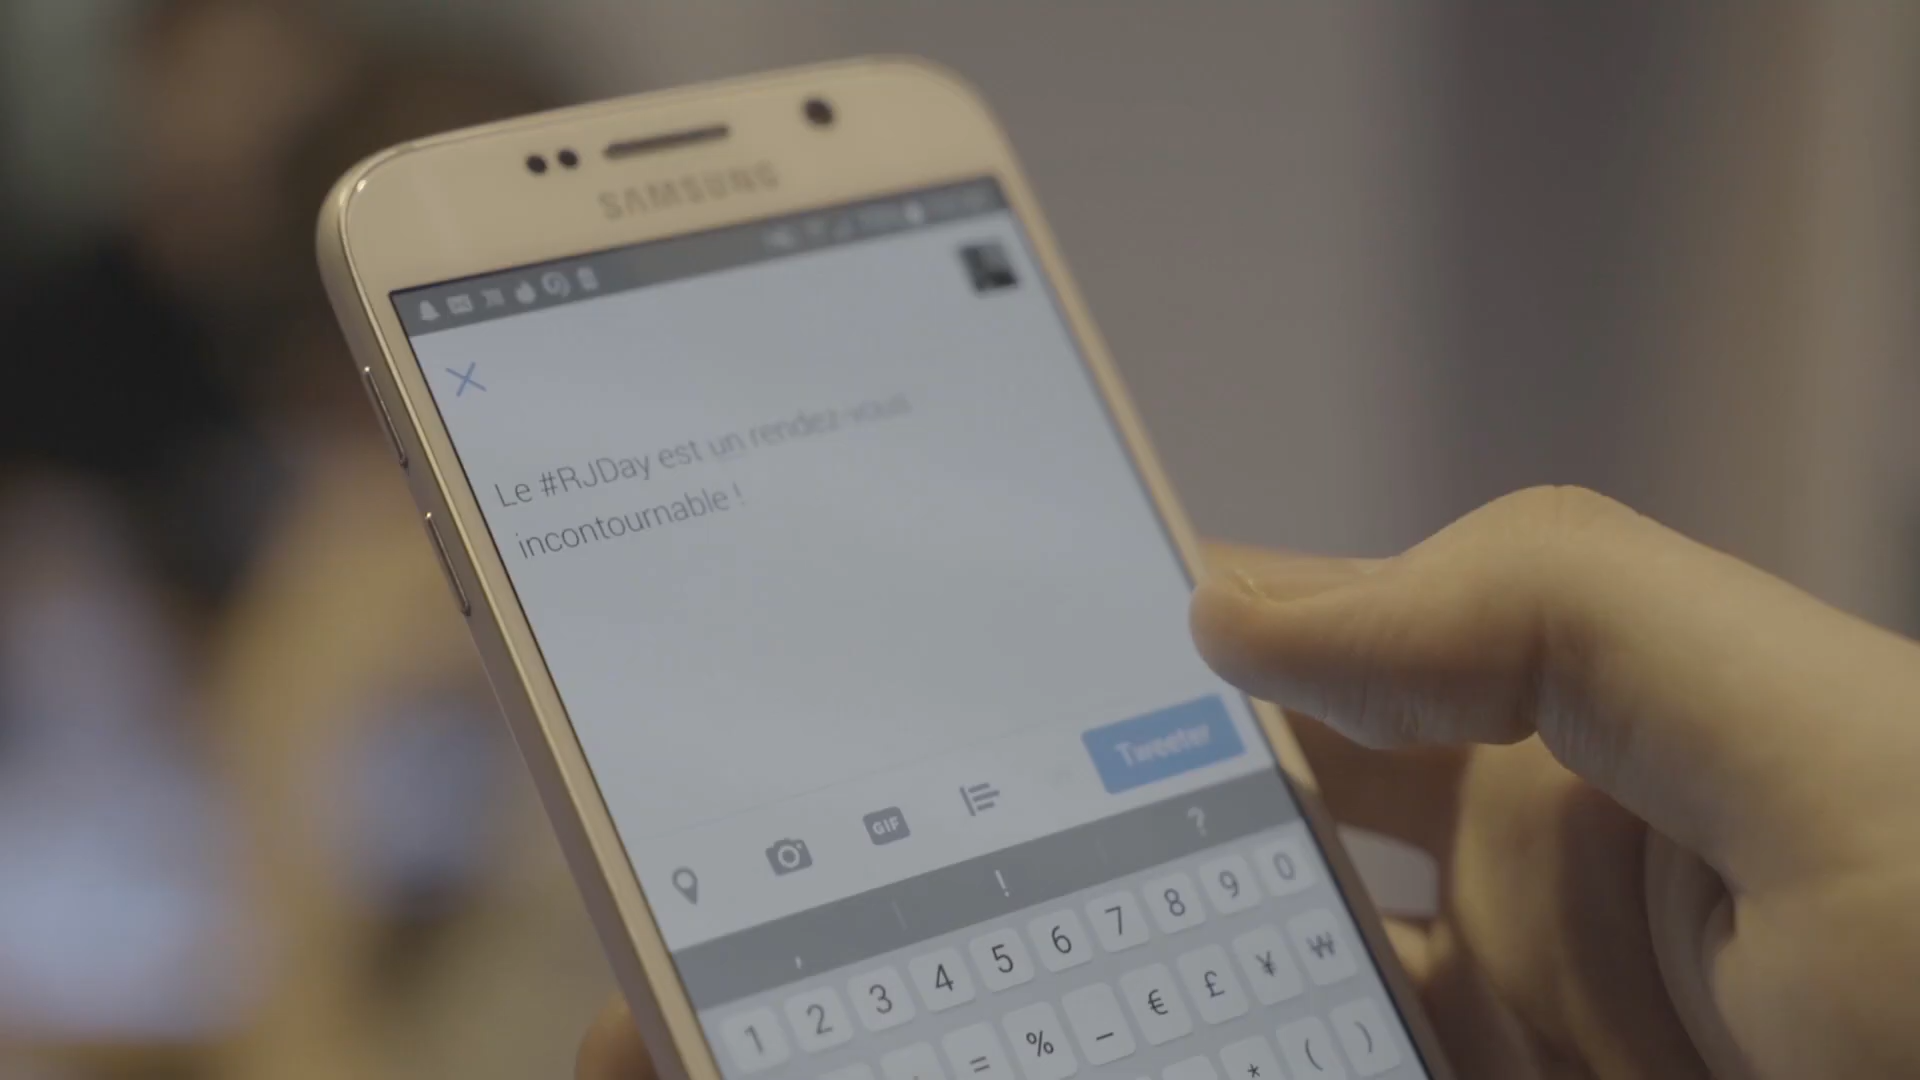 SAMSUNG
Le #RJDay est un rendez-vous
incontournable !
GIF
Tweeter
, ! ?
1 2 3 4 5 6 7 8 9 0
= % _ € £ ¥ ₩
* ( )